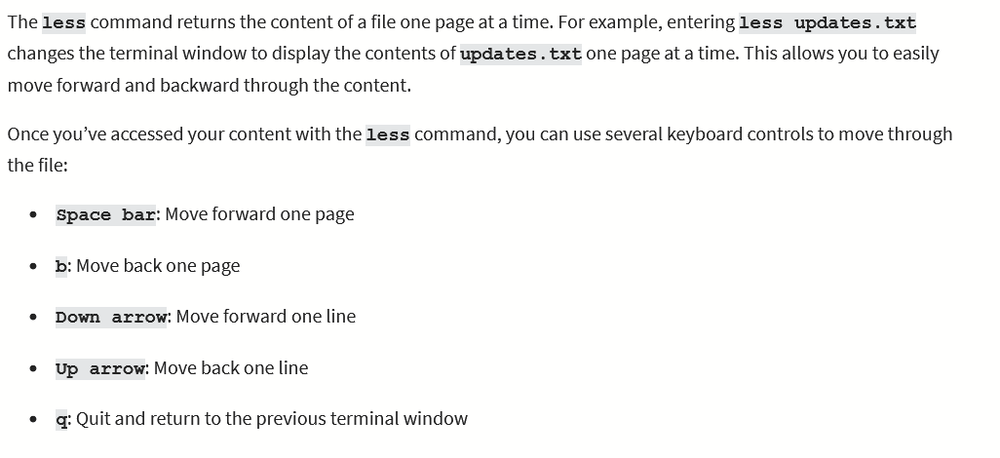 The less command returns the content of a file one page at a time. For example, entering less updates.txt
changes the terminal window to display the contents of updates.txt one page at a time. This allows you to easily
move forward and backward through the content.
Once you’ve accessed your content with the less command, you can use several keyboard controls to move through
the file:
• Space bar: Move forward one page
• b: Move back one page
• Down arrow: Move forward one line
• Up arrow: Move back one line
• q: Quit and return to the previous terminal window